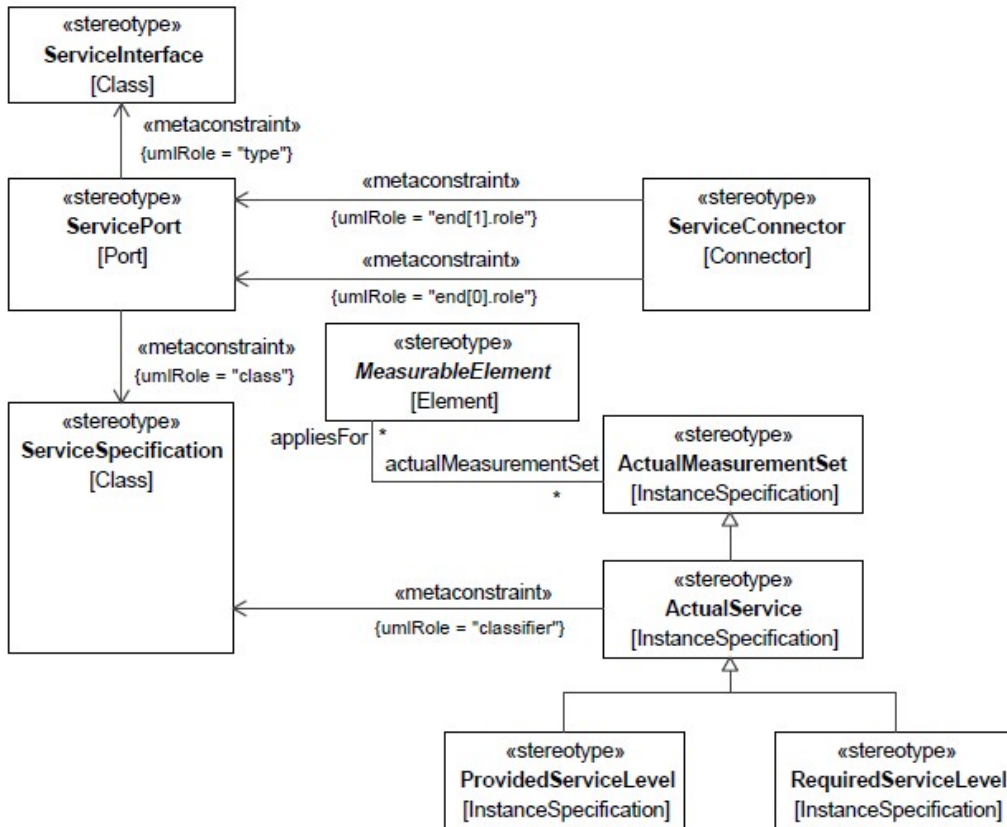 «stereotype»
ServiceInterface
[Class]
«metaconstraint»
{umlRole = "type"}
«stereotype»
ServicePort
[Port]
«metaconstraint»
{umlRole = "end[1].role"}
«metaconstraint»
{umlRole = "end[0].role"}
«stereotype»
ServiceConnector
[Connector]
«metaconstraint»
{umlRole = "class"}
«stereotype»
MeasurableElement
[Element]
appliesFor *
actualMeasurementSet
*
«stereotype»
ActualMeasurementSet
[InstanceSpecification]
«stereotype»
ServiceSpecification
[Class]
«metaconstraint»
{umlRole = "classifier"}
«stereotype»
ActualService
[InstanceSpecification]
«stereotype»
ProvidedServiceLevel
[InstanceSpecification]
«stereotype»
RequiredServiceLevel
[InstanceSpecification]